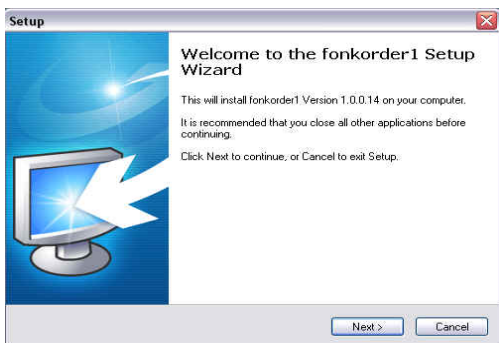 Setup
Welcome to the fonkorder1 Setup
Wizard
This will install fonkorder1 Version 1.0.0.14 on your computer.
It is recommended that you close all other applications before
continuing.
Click Next to continue, or Cancel to exit Setup.
Next >
Cancel